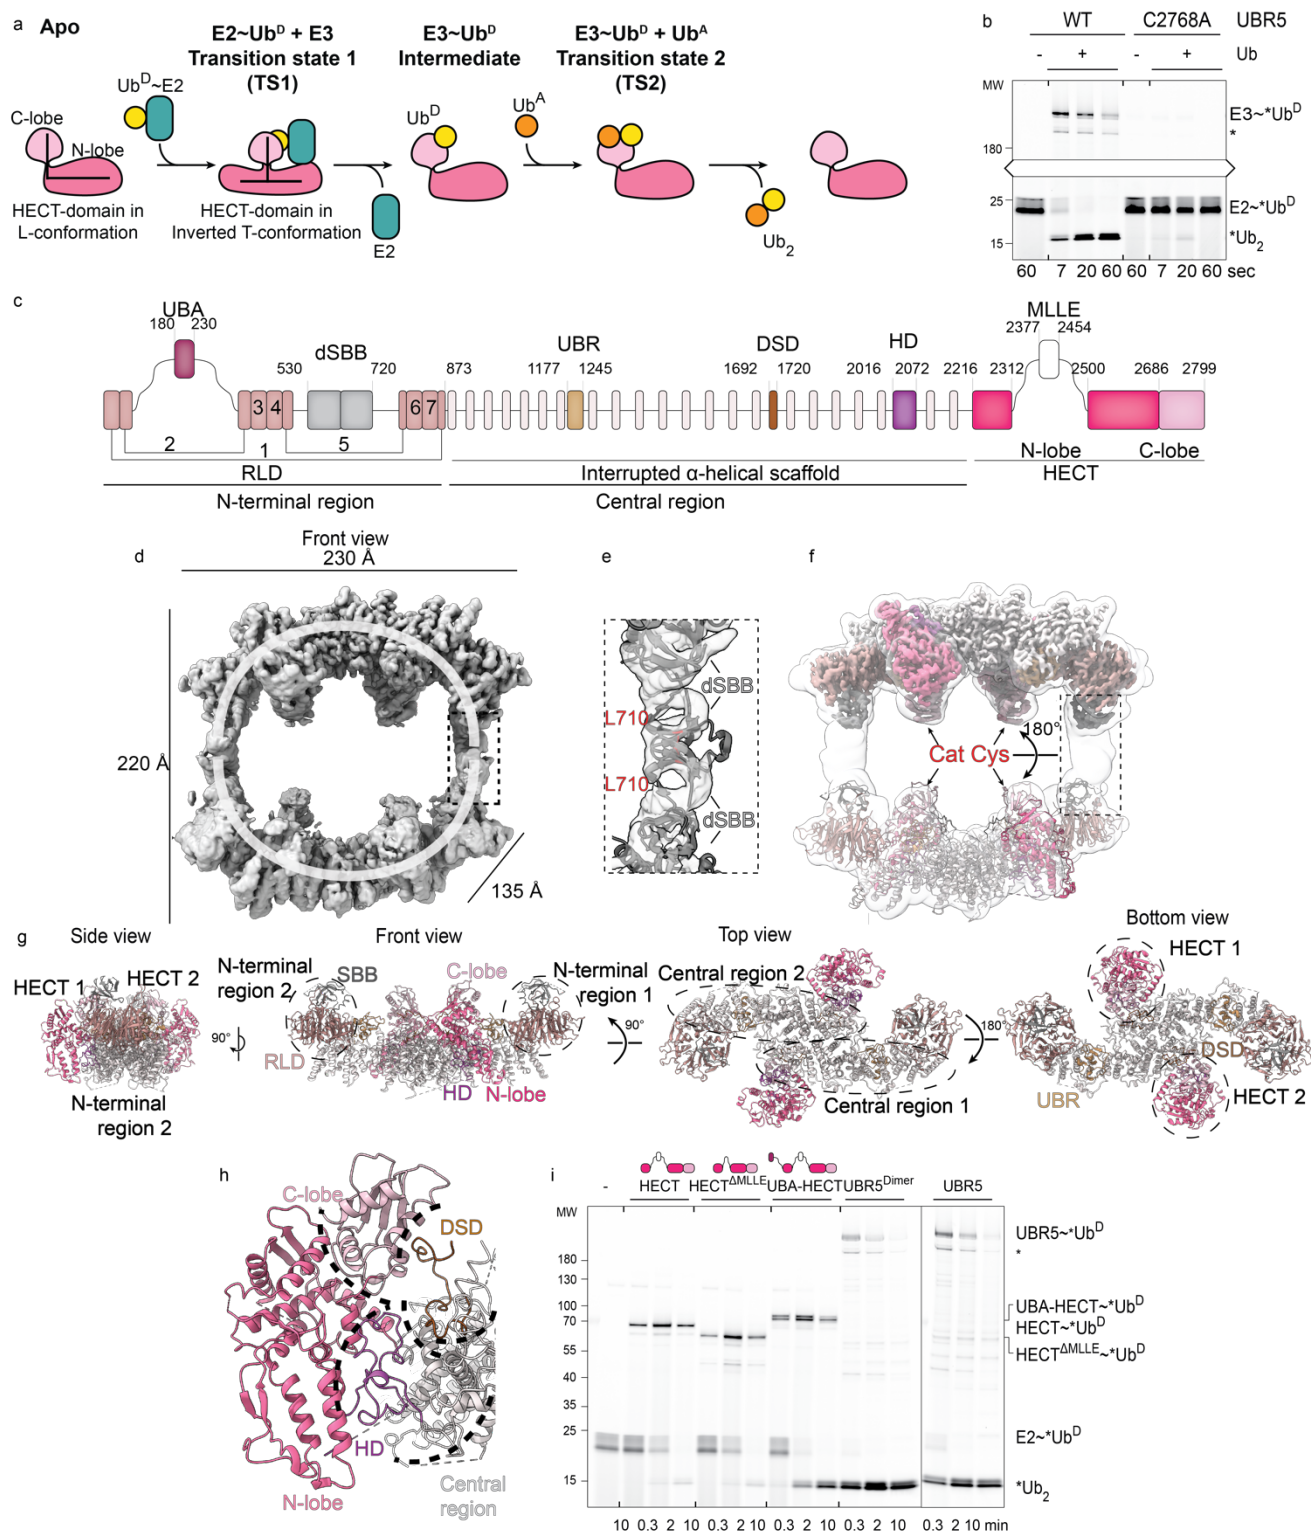 a Apo
E2~Ub^D + E3
Transition state 1
(TS1)
E3~Ub^D
Intermediate
E3~Ub^D + Ub^A
Transition state 2
(TS2)
Ub^D~E2
C-lobe
N-lobe
Ub^D
Ub^A
HECT-domain in
L-conformation
HECT-domain in
Inverted T-conformation
E2
Ub2
b
WT C2768A UBR5
- + - + Ub
MW
180
25
15
E3~*Ub^D
*
E2~*Ub^D
*Ub2
60 7 20 60 60 7 20 60 sec
c
UBA
180 230
dSBB
530 720
873
UBR
1177 1245
DSD
1692 1720
HD
2016 2072
2216 2312
MLLE
2377 2454
2500 2686 2799
3 4 6 7
2 1 5
RLD
Interrupted α-helical scaffold
N-lobe C-lobe
HECT
N-terminal region
Central region
d
Front view
230 Å
220 Å
135 Å
e
dSBB
L710
L710
dSBB
f
180°
Cat Cys
g
Side view
HECT 1 HECT 2
N-terminal
region 2
90°
Front view
N-terminal
region 2
SBB
C-lobe
N-terminal
region 1
RLD
HD
N-lobe
90°
Top view
Central region 2
Central region 1
180°
Bottom view
HECT 1
DSD
UBR
HECT 2
h
C-lobe
DSD
HD
N-lobe
Central
region
i
- HECT HECT^ΔMLLE UBA-HECT UBR5^Dimer UBR5
MW
180
130
100
70
55
40
35
25
15
UBR5~*Ub^D
*
UBA-HECT~*Ub^D
HECT~*Ub^D
HECT^ΔMLLE~*Ub^D
E2~*Ub^D
*Ub2
10 0.3 2 10 0.3 2 10 0.3 2 10 0.3 2 10 0.3 2 10 min